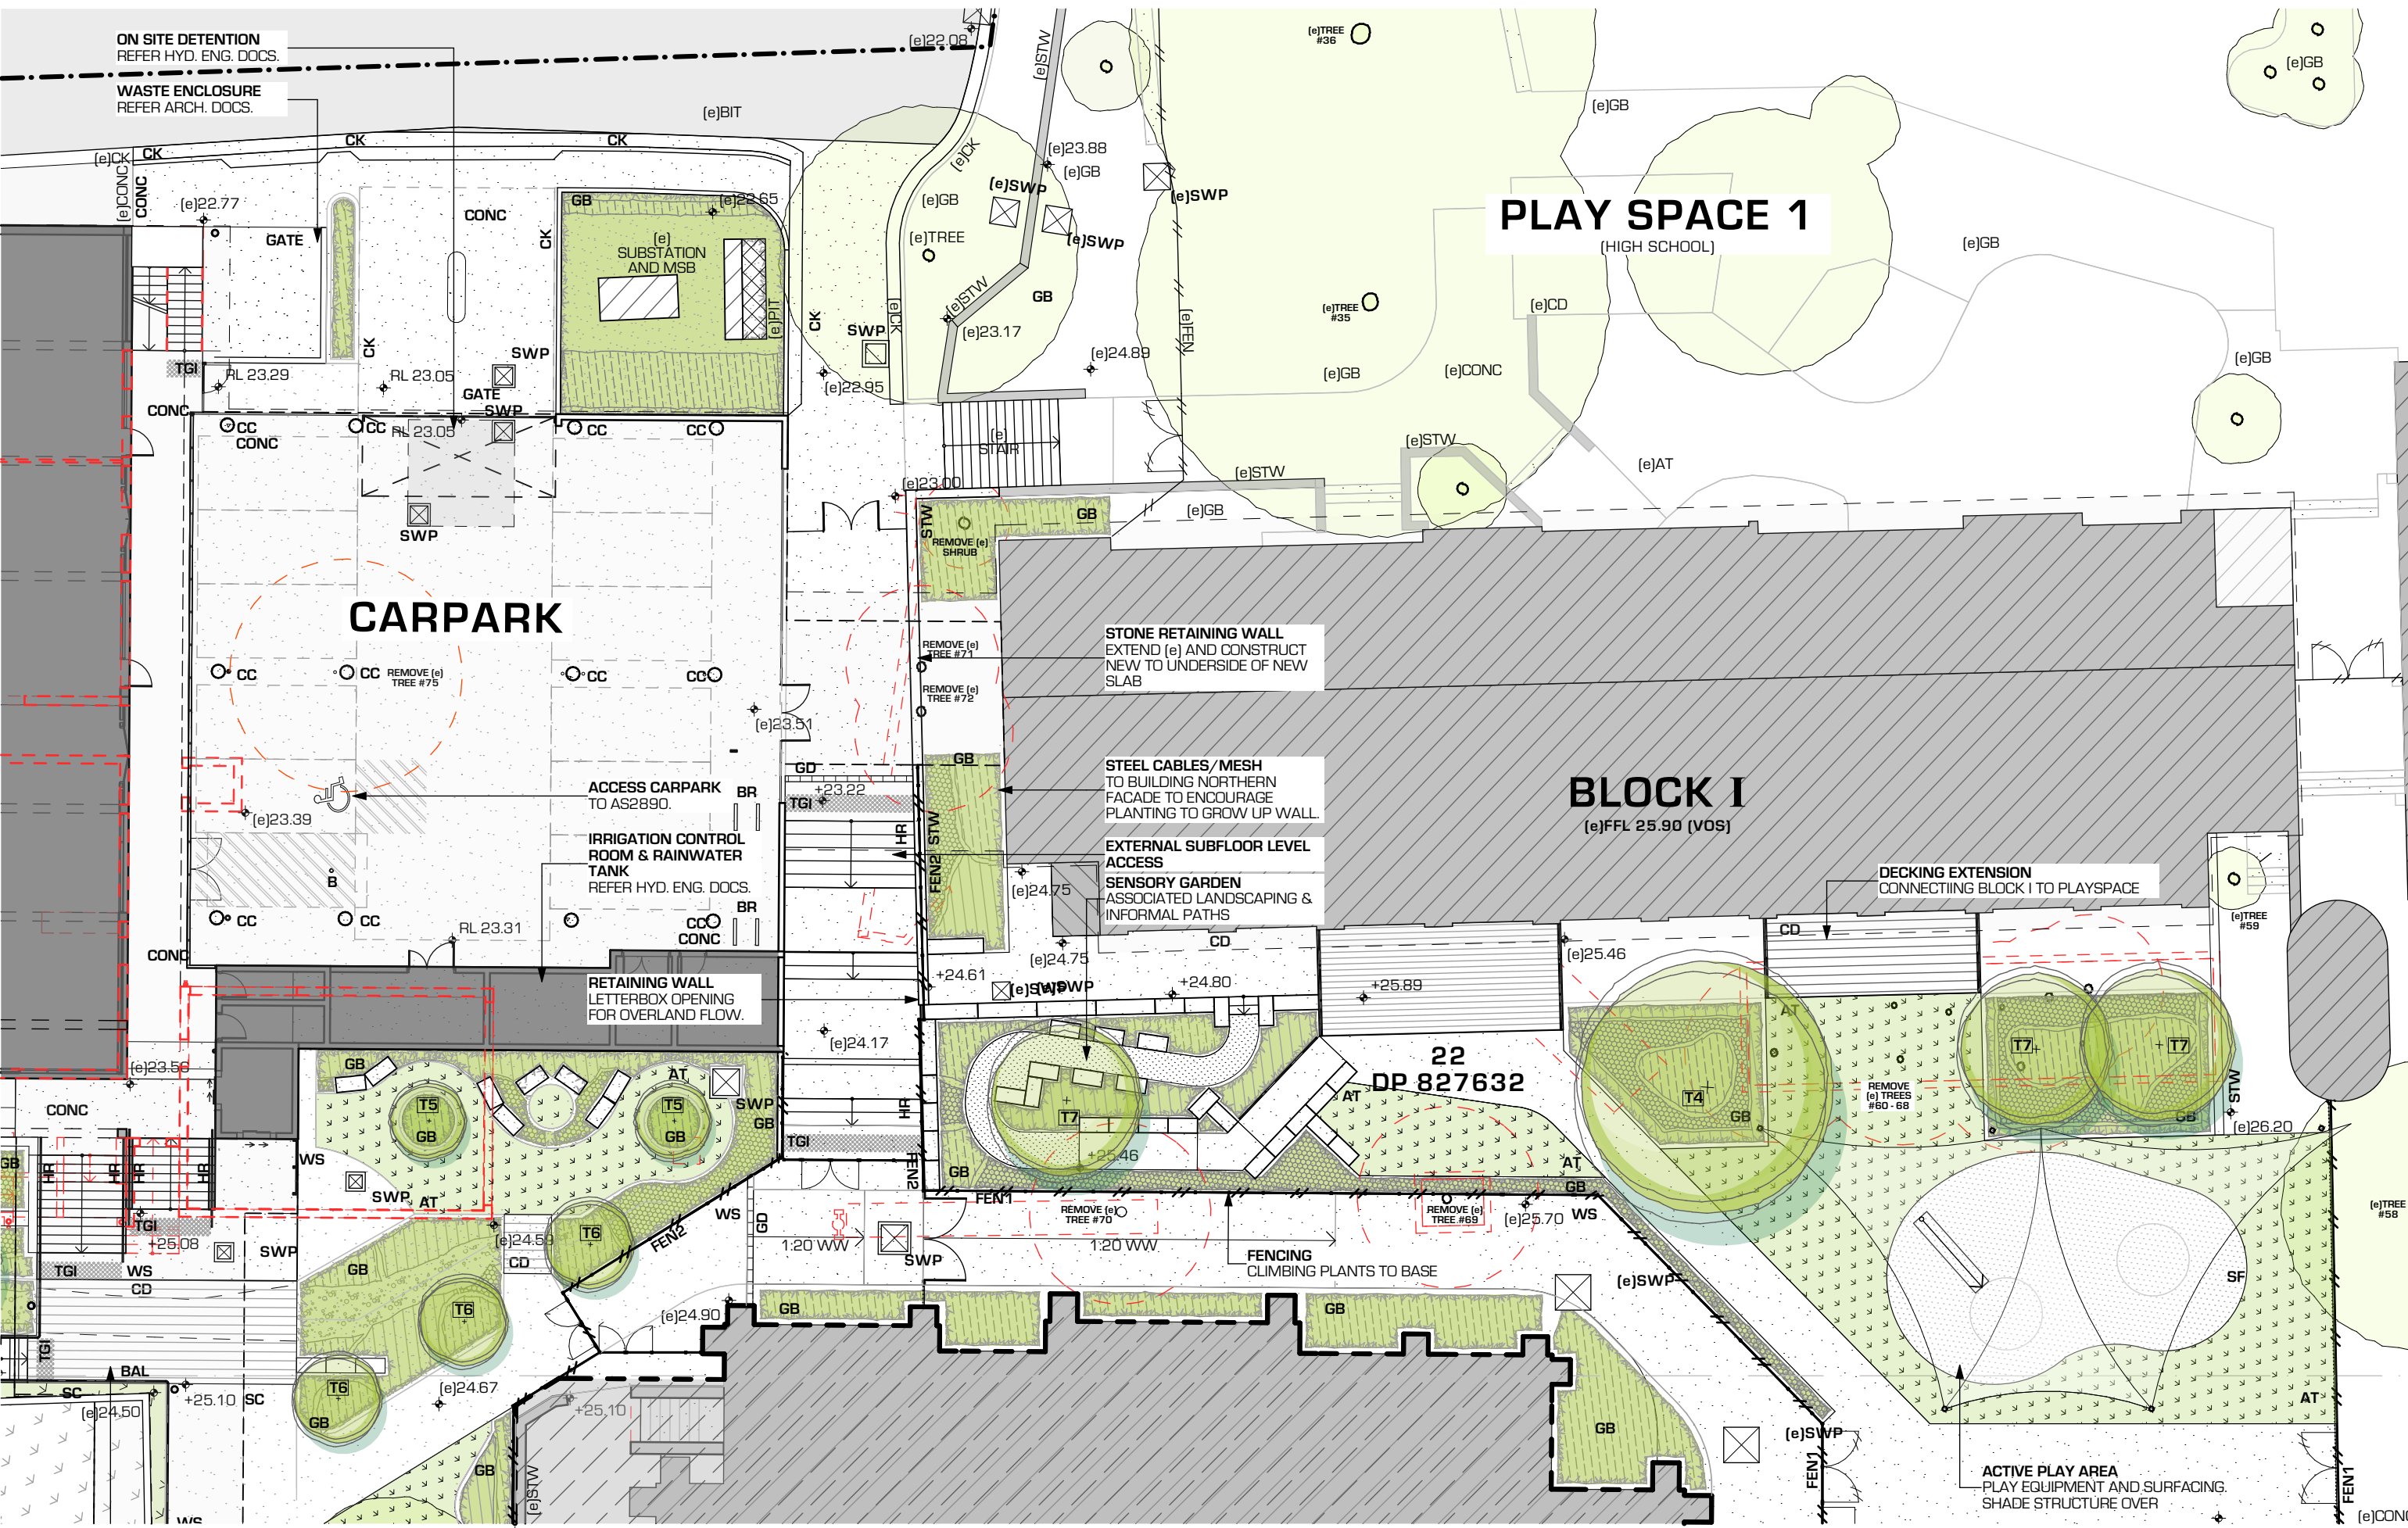 ON SITE DETENTION
REFER HYD. ENG. DOCS.
WASTE ENCLOSURE
REFER ARCH. DOCS.
(e)22.08
(e)STW
(e)TREE
#36
(e)GB
(e)BIT
(e)GB
CK
CK
CK
(e)CK
(e)CK
(e)23.88
(e)GB
(e)CONC
CONC
(e)22.77
GATE
CONC
CK
GB
(e)22.65
(e)
SUBSTATION
AND MSB
(e)PIT
(e)GB
(e)TREE
(e)SWP
(e)SWP
(e)SWP
PLAY SPACE 1
(HIGH SCHOOL)
(e)GB
(e)STW
GB
(e)23.17
(e)CK
CK
SWP
(e)FEN
(e)TREE
#35
(e)CD
CK
SWP
TGI
RL 23.29
RL 23.05
GATE
SWP
(e)22.95
(e)24.89
(e)GB
(e)CONC
(e)GB
CONC
CC
CONC
CC
RL 23.05
CC
CC
(e)
STAIR
(e)STW
(e)AT
(e)STW
(e)23.00
SWP
STW
GB
(e)GB
REMOVE (e)
SHRUB
CARPARK
REMOVE (e)
TREE #71
REMOVE (e)
TREE #72
STONE RETAINING WALL
EXTEND (e) AND CONSTRUCT
NEW TO UNDERSIDE OF NEW
SLAB
CC
CC
REMOVE (e)
TREE #75
CC
CC
(e)23.51
GB
STEEL CABLES/MESH
TO BUILDING NORTHERN
FACADE TO ENCOURAGE
PLANTING TO GROW UP WALL.
BLOCK I
(e)FFL 25.90 (VOS)
GD
+23.22
TGI
ACCESS CARPARK
TO AS2890.
BR
(e)23.39
IRRIGATION CONTROL
ROOM & RAINWATER
TANK
REFER HYD. ENG. DOCS.
HR
STW
FEN2
EXTERNAL SUBFLOOR LEVEL
ACCESS
SENSORY GARDEN
ASSOCIATED LANDSCAPING &
INFORMAL PATHS
(e)24.75
DECKING EXTENSION
CONNECTING BLOCK I TO PLAYSPACE
B
BR
CC
CC
CC
CONC
RL 23.31
CONC
CD
CD
(e)TREE
#59
(e)24.75
(e)25.46
+24.61
(e)SWP
(e)SWP
+24.80
+25.89
RETAINING WALL
LETTERBOX OPENING
FOR OVERLAND FLOW.
(e)24.17
AT
22
DP 827632
T7
T7
(e)23.56
GB
AT
CONC
T5
GB
T5
GB
SWP
GB
HR
T7
AT
T4
GB
REMOVE
(e) TREES
#60 - 68
GB
STW
(e)26.20
TGI
+25.46
GB
WS
HR
HR
HR
HR
GB
SWP
AT
FEN2
FEN1
AT
GB
REMOVE (e)
TREE #70
REMOVE (e)
TREE #69
(e)25.70
WS
(e)TREE
#58
TGI
+25.08
SWP
TGI
WS
CD
(e)24.59
CD
T6
FEN2
WS
GD
1:20 WW
SWP
1:20 WW
FENCING
CLIMBING PLANTS TO BASE
(e)SWP
SF
GB
T6
(e)24.90
GB
GB
TGI
BAL
SC
(e)24.50
+25.10
SC
T6
GB
(e)24.67
+25.10
AT
GB
(e)SWP
GB
(e)STW
FEN1
ACTIVE PLAY AREA
PLAY EQUIPMENT AND SURFACING.
SHADE STRUCTURE OVER
FEN1
WS